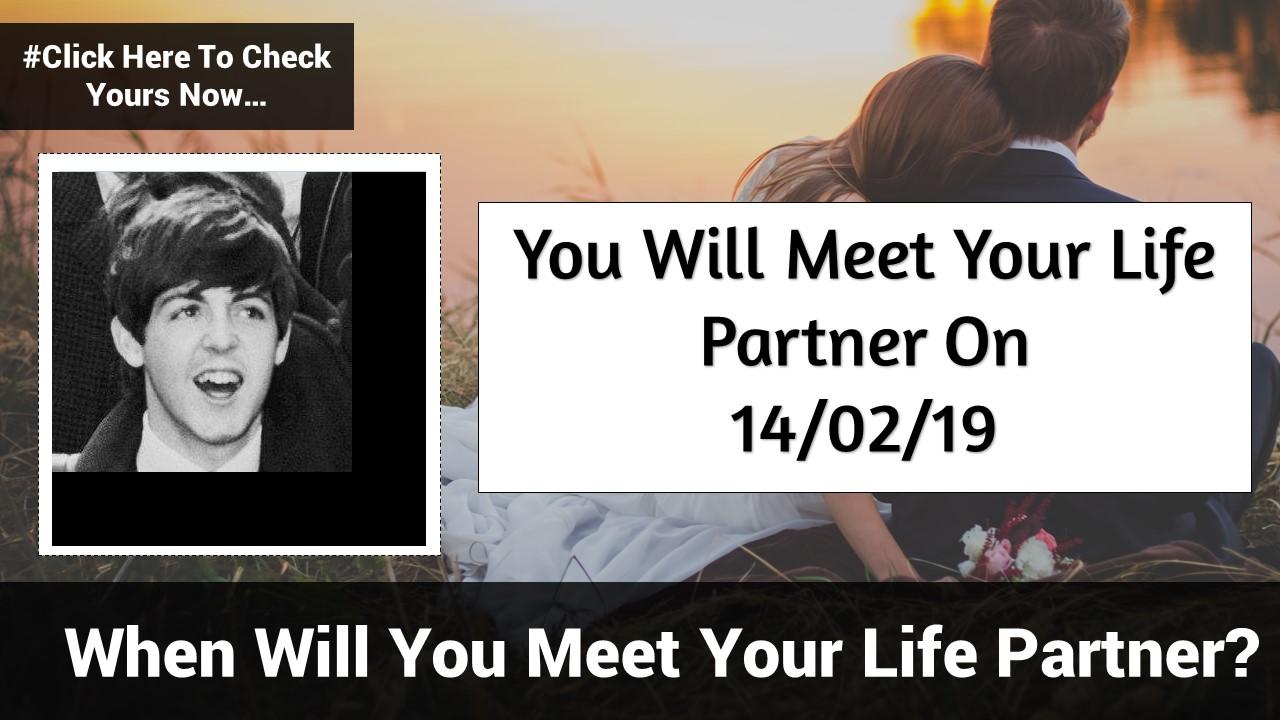 #Click Here To Check
Yours Now...
You Will Meet Your Life
Partner On
14/02/19
When Will You Meet Your Life Partner?